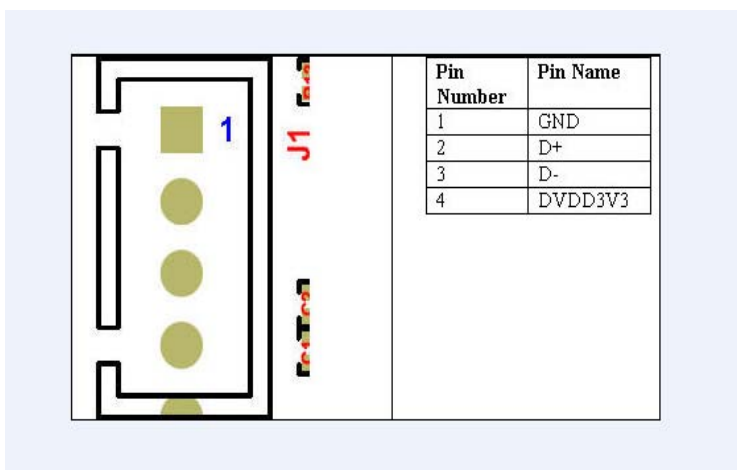 1
J1
Pin Number
Pin Name
1 GND
2 D+
3 D-
4 DVDD3V3